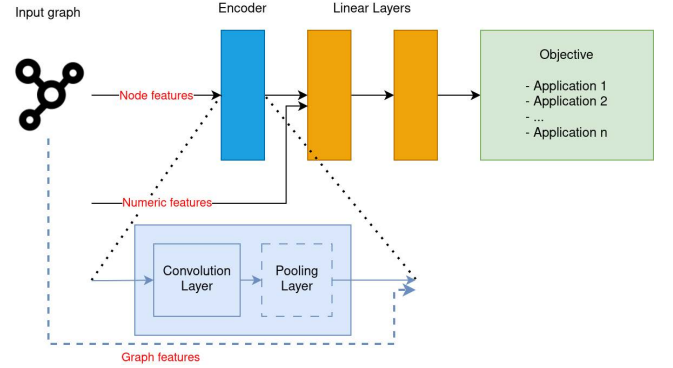 Input graph
Encoder
Linear Layers
Node features
Objective
- Application 1
- Application 2
- ...
- Application n
Numeric features
Convolution
Layer
Pooling
Layer
Graph features